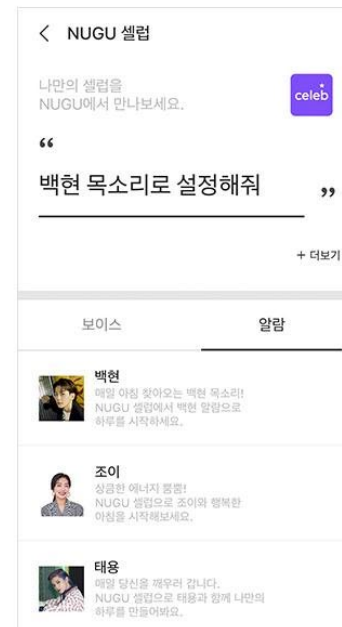 < NUGU 셀럽
나만의 셀럽을
NUGU에서 만나보세요.
celeb
“
백현 목소리로 설정해줘
”
+ 더보기
보이스
알람
백현
매일 아침 찾아오는 백현 목소리!
NUGU 셀럽에서 백현 알람으로
하루를 시작하세요.
조이
상큼한 에너지 뿜뿜!
NUGU 셀럽으로 조이와 행복한
아침을 시작해보세요.
태용
매일 당신을 깨우러 갑니다.
NUGU 셀럽으로 태용과 함께 나만의
하루를 만들어봐요.